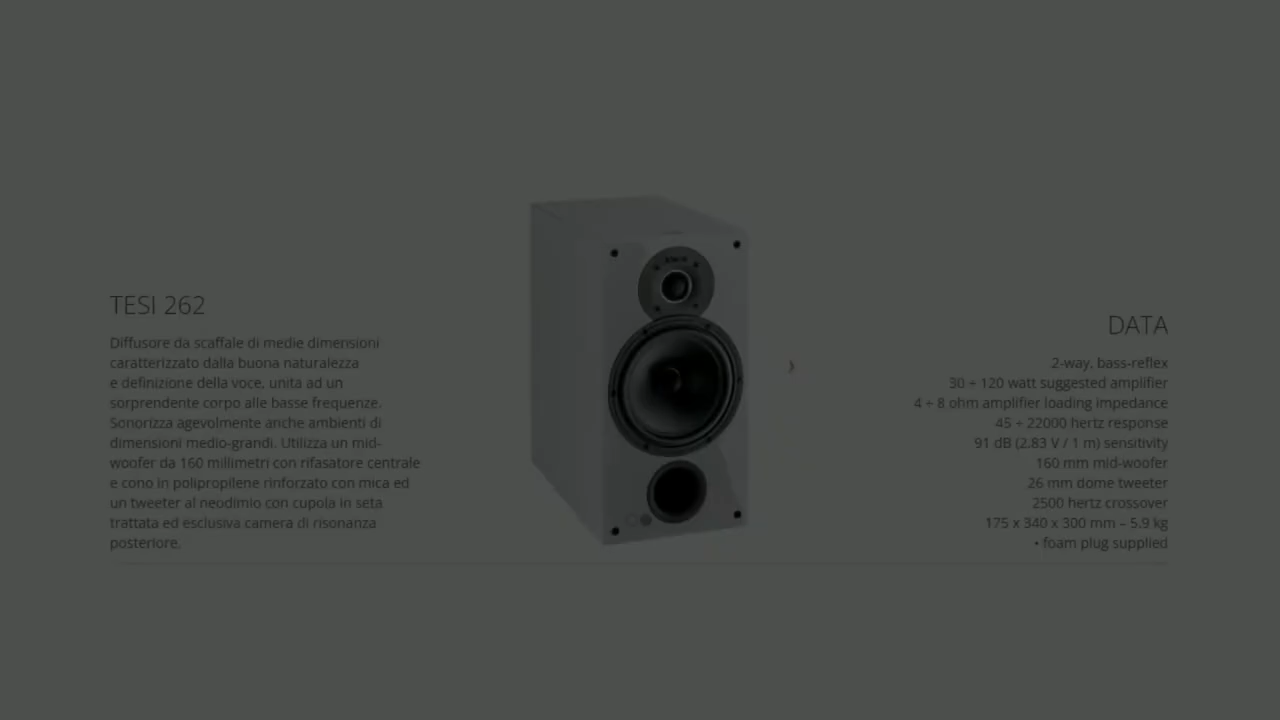 TESI 262
Diffusore da scaffale di medie dimensioni
caratterizzato dalla buona naturalezza
e definizione della voce, unita ad un
sorprendente corpo alle basse frequenze.
Sonorizza agevolmente anche ambienti di
dimensioni medio-grandi. Utilizza un mid-
woofer da 160 millimetri con rifasatore centrale
e cono in polipropilene rinforzato con mica ed
un tweeter al neodimio con cupola in seta
trattata ed esclusiva camera di risonanza
posteriore.
DATA
2-way, bass-reflex
30 ÷ 120 watt suggested amplifier
4 ÷ 8 ohm amplifier loading impedance
45 ÷ 22000 hertz response
91 dB (2.83 V / 1 m) sensitivity
160 mm mid-woofer
26 mm dome tweeter
2500 hertz crossover
175 x 340 x 300 mm – 5.9 kg
• foam plug supplied